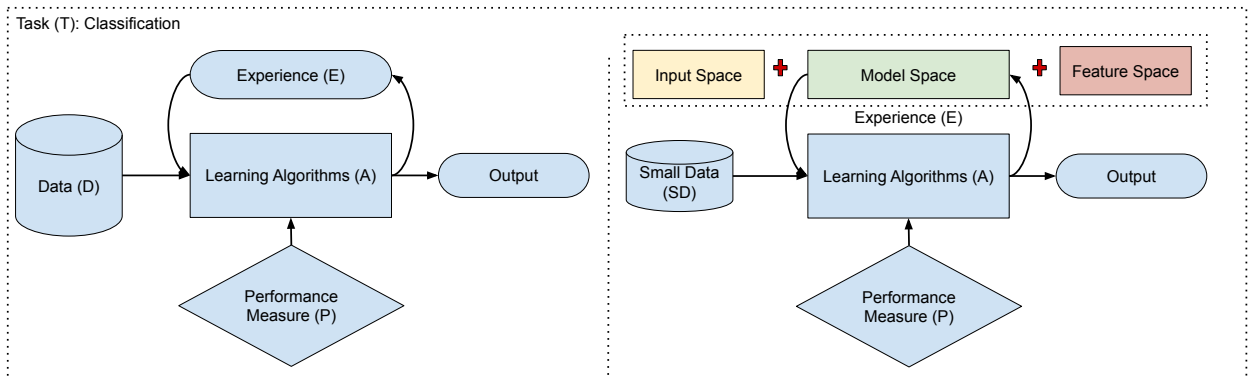 Task (T): Classification
Experience (E)
Data (D)
Learning Algorithms (A)
Output
Performance
Measure (P)
Input Space
Model Space
Feature Space
Experience (E)
Small Data
(SD)
Learning Algorithms (A)
Output
Performance
Measure (P)